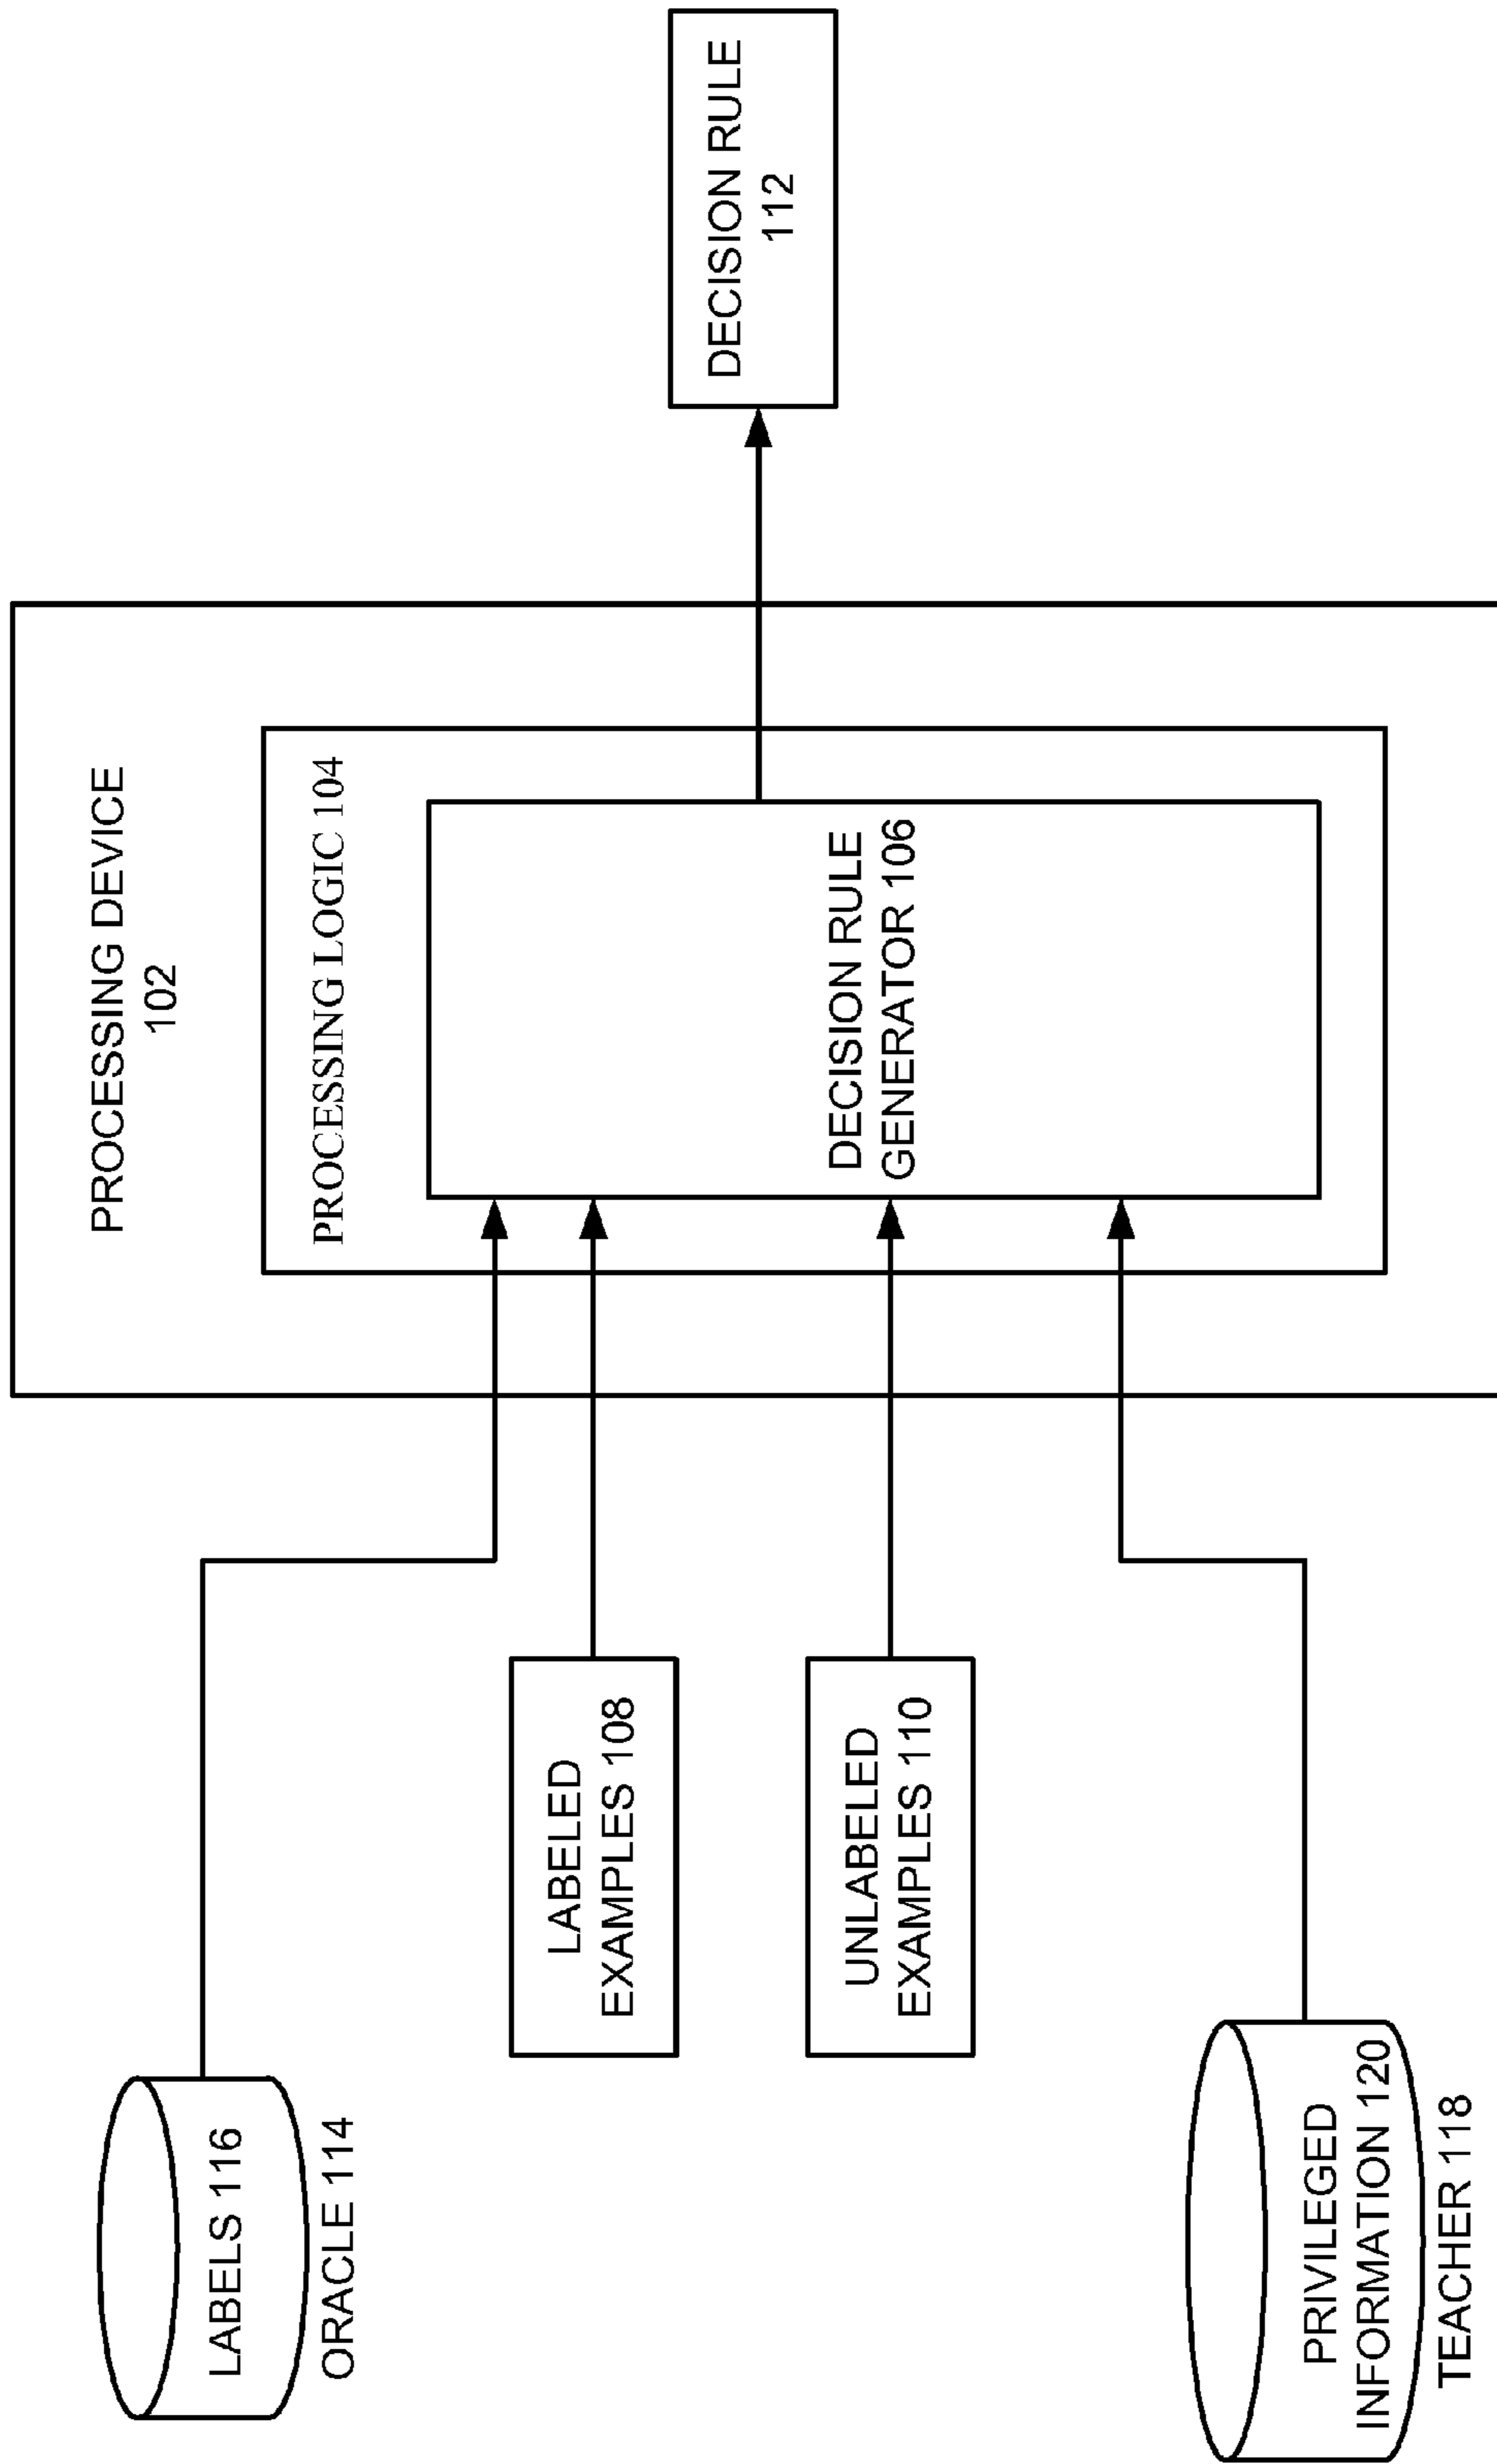 LABELS 116
ORACLE 114
LABELED
EXAMPLES 108
UNLABELED
EXAMPLES 110
PRIVILEGED
INFORMATION 120
TEACHER 118
PROCESSING DEVICE
102
PROCESSING LOGIC 104
DECISION RULE
GENERATOR 106
DECISION RULE
112